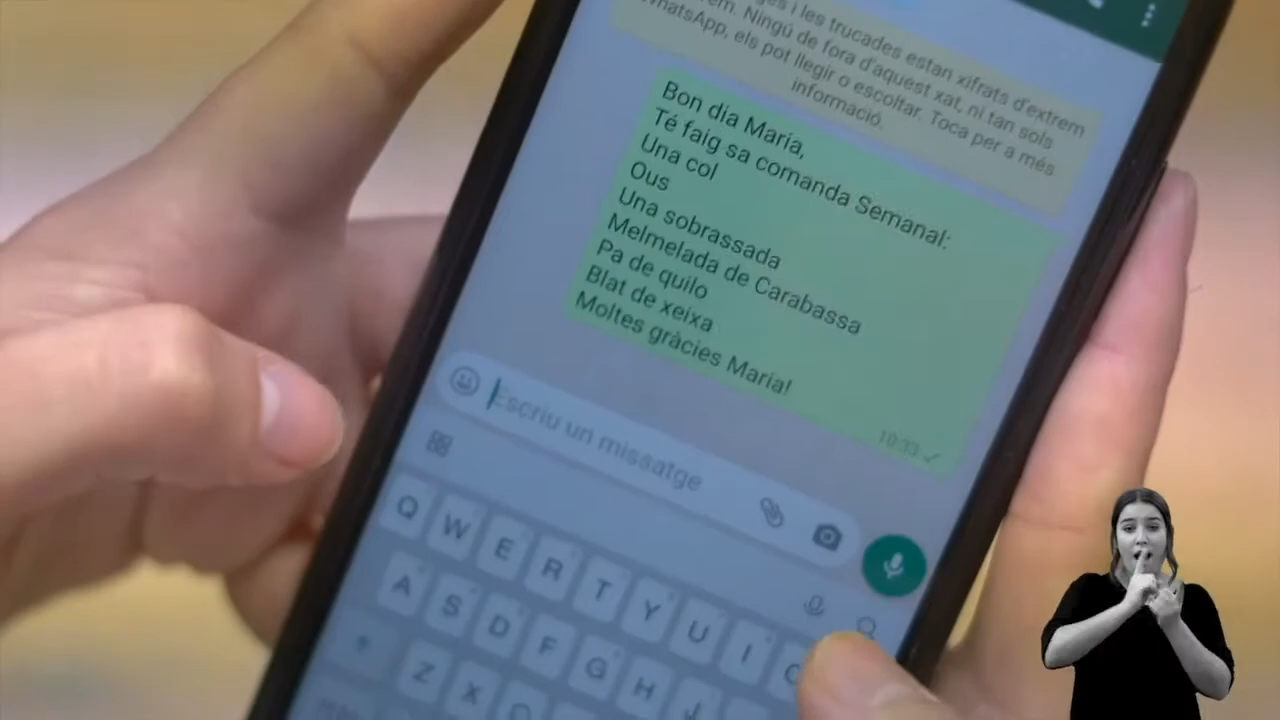 ges i les trucades estan xifrats d'extrem
rem. Ningú de fora d'aquest xat, ni tan sols
WhatsApp, els pot llegir o escoltar. Toca per a més
informació.
Bon dia Maria,
Té faig sa comanda Semanal:
Una col
Ous
Una sobrassada
Melmelada de Carabassa
Pa de quilo
Blat de xeixa
Moltes gràcies Maria!
10:33
Escriu un missatge
Q W E R T Y U I O
A S D F G H J
Z X C